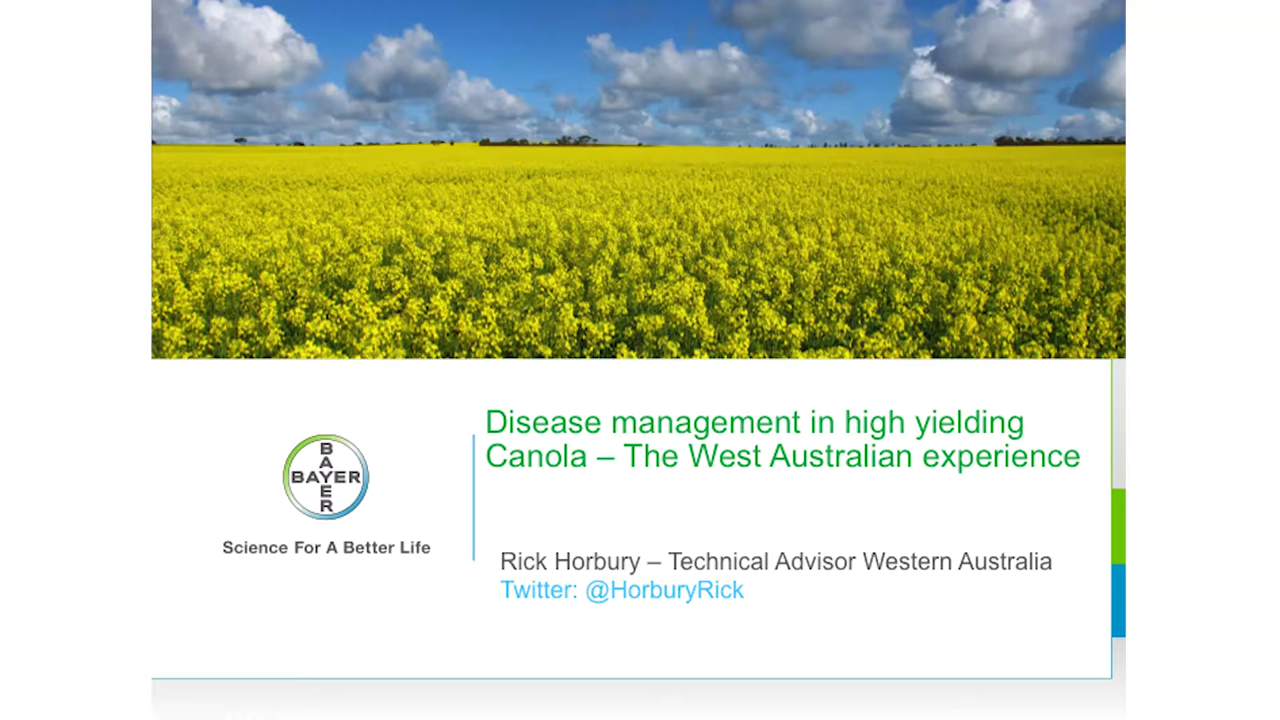 Disease management in high yielding
Canola – The West Australian experience
B
A
BAYER
E
R
Science For A Better Life
Rick Horbury – Technical Advisor Western Australia
Twitter: @HorburyRick